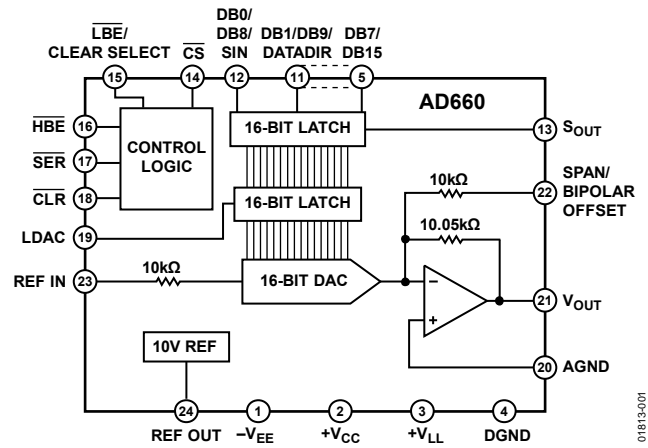 LBE/
CLEAR SELECT
CS
DB0/
DB8/
SIN
DB1/DB9/
DATADIR
DB7/
DB15
15
14
12
11
5
AD660
HBE
16
SER
17
CLR
18
LDAC
19
REF IN
23
CONTROL
LOGIC
16-BIT LATCH
16-BIT LATCH
10kΩ
16-BIT DAC
10kΩ
10.05kΩ
–
+
13
SOUT
22
SPAN/
BIPOLAR
OFFSET
21
VOUT
20
AGND
10V REF
24
1
2
3
4
REF OUT
–VEE
+VCC
+VLL
DGND
01813-001